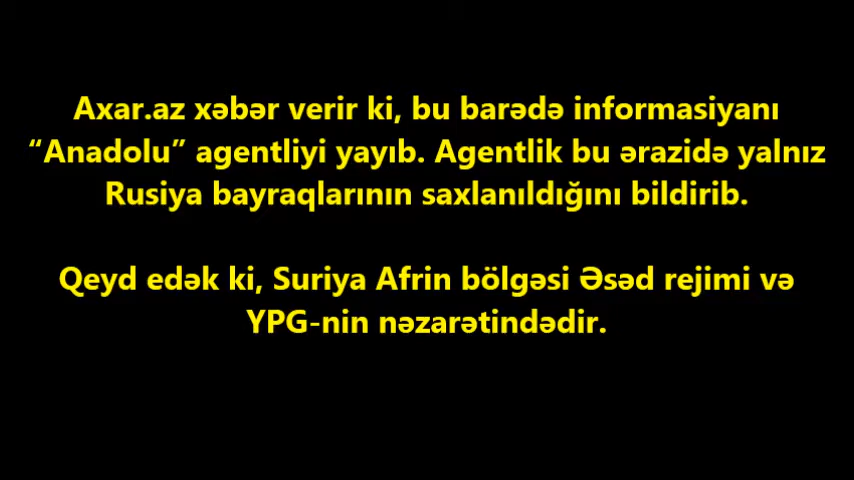 Axar.az xəbər verir ki, bu barədə informasiyanı
“Anadolu” agentliyi yayıb. Agentlik bu ərazidə yalnız
Rusiya bayraqlarının saxlanıldığını bildirib.
Qeyd edək ki, Suriya Afrin bölgəsi Əsəd rejimi və
YPG-nin nəzarətindədir.